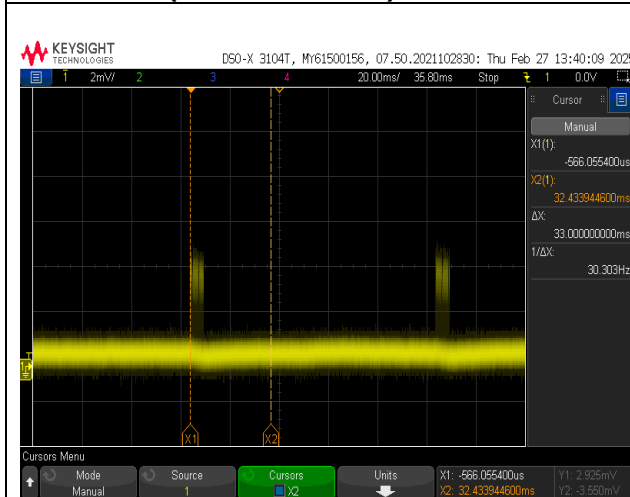 KEYSIGHT
TECHNOLOGIES
DSO-X 3104T, MY61500156, 07.50.2021102830: Thu Feb 27 13:40:09 2025
1 2mV/ 2 3 4 20.00ms/ 35.80ms Stop 1 0.0V
Cursor
Manual
X1(1):
-566.055400us
X2(1):
32.433944600ms
ΔX:
33.000000000ms
1/ΔX:
30.303Hz
T
1
X1 X2
Cursors Menu
Mode
Manual
Source
1
Cursors
X2
Units
X1: -566.055400us
X2: 32.433944600ms
Y1: 2.925mV
Y2: -3.550mV